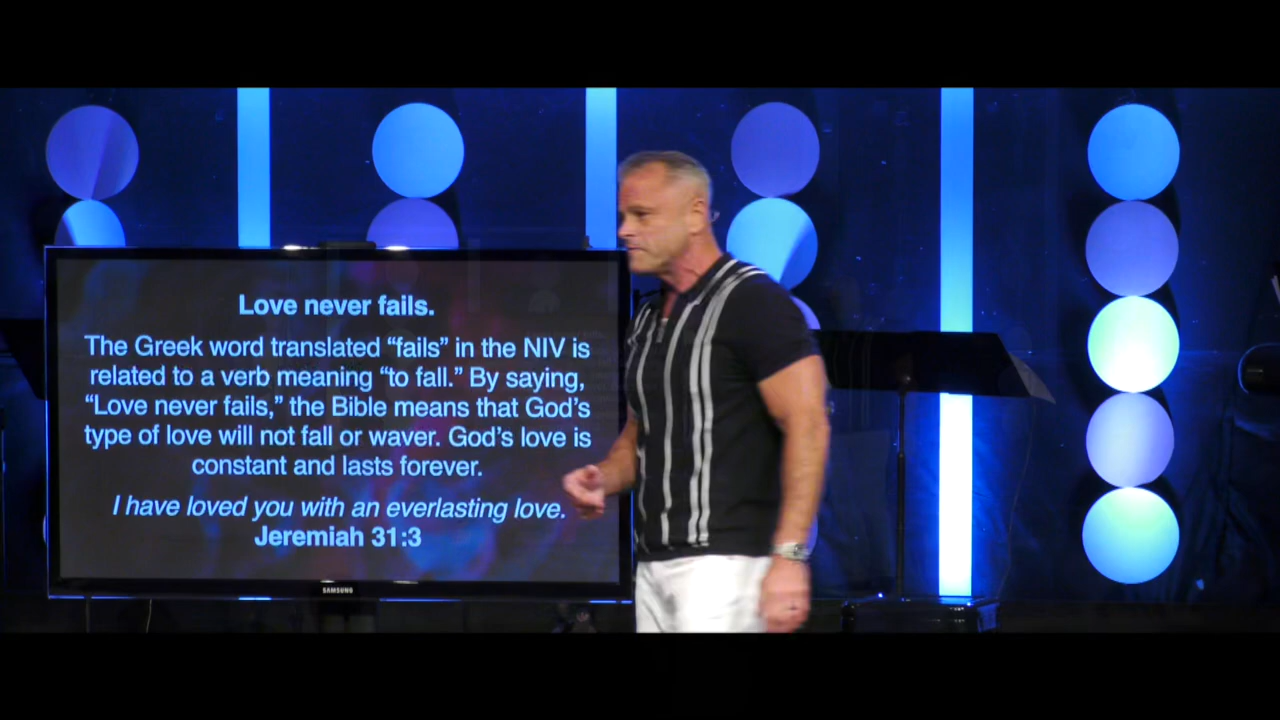 Love never fails.
The Greek word translated “fails” in the NIV is
related to a verb meaning “to fall.” By saying,
“Love never fails,” the Bible means that God’s
type of love will not fall or waver. God’s love is
constant and lasts forever.
I have loved you with an everlasting love.
Jeremiah 31:3
SAMSUNG